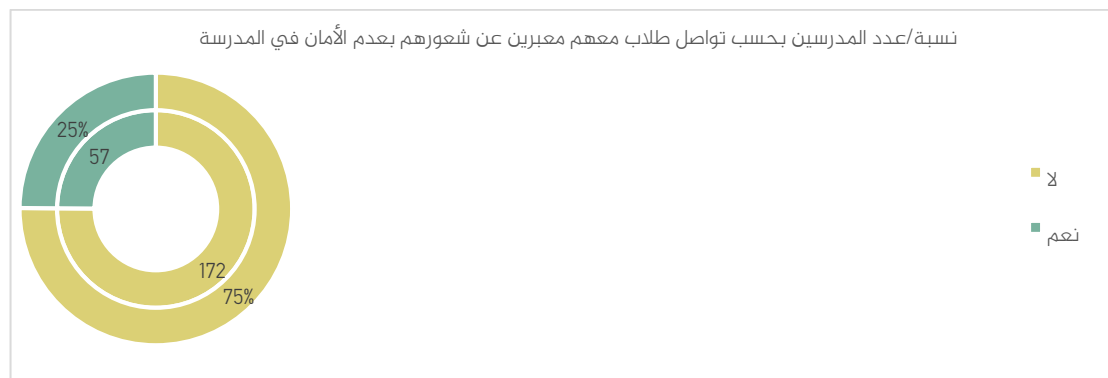 نسبة/عدد المدرسين بحسب تواصل طلاب معهم معبرين عن شعورهم بعدم الأمان في المدرسة
25%
57
172
75%
لا
نعم